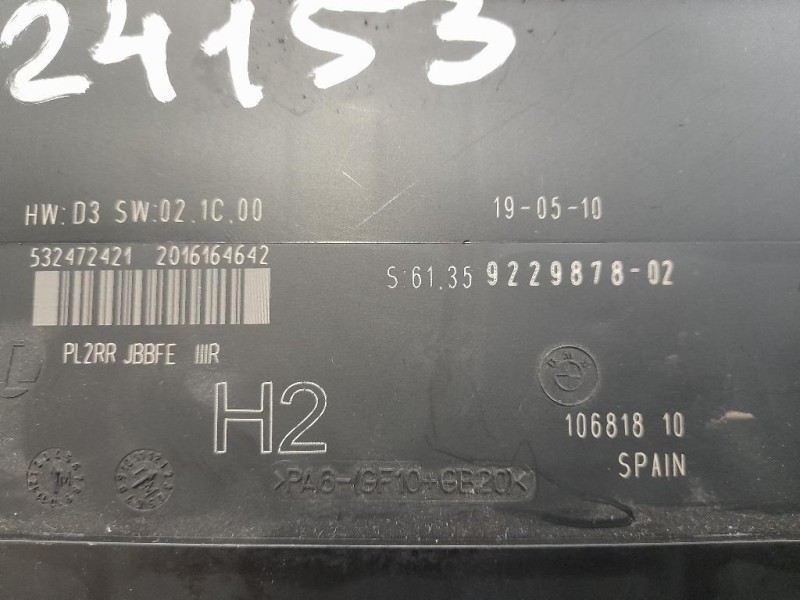 24153
HW:D3 SW:02.1C.00
19-05-10
532472421 2016164642
S:61.35 9229878-02
PL2RR JBBFE IIIR
BMW
H2
106818 10
SPAIN
>PA6-(GF10+GB20)<